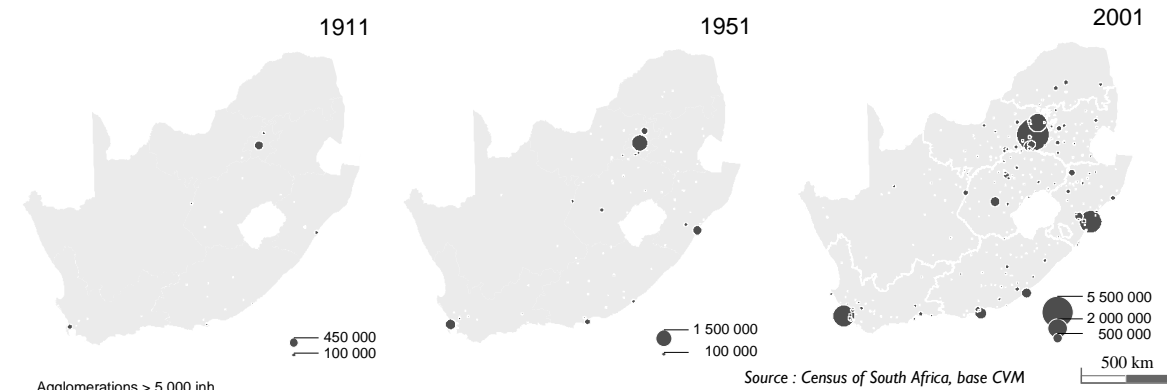 1911
1951
2001
450 000
100 000
1 500 000
100 000
5 500 000
2 000 000
500 000
500 km
Source : Census of South Africa, base CVM
Agglomerations > 5 000 inh